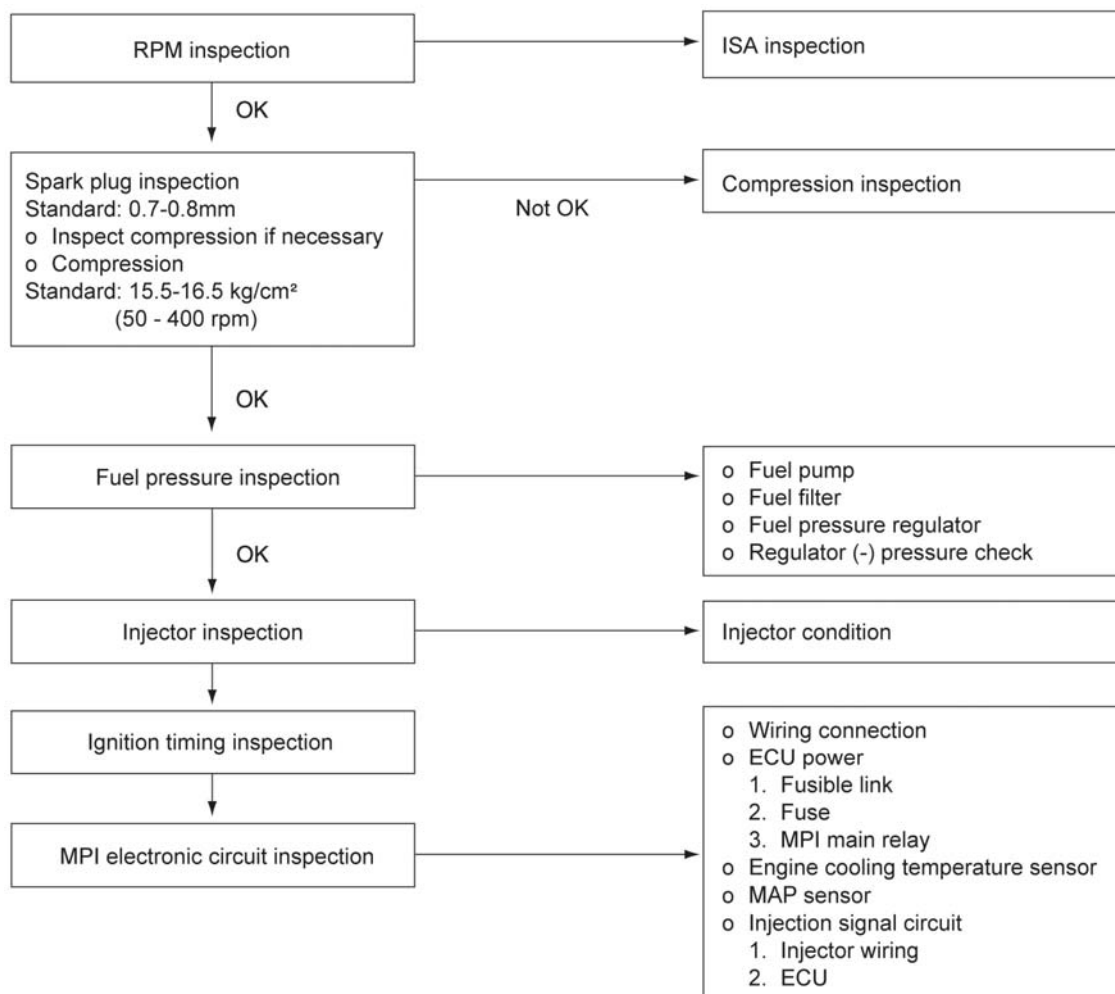 RPM inspection
ISA inspection
OK
Spark plug inspection
Standard: 0.7-0.8mm
o Inspect compression if necessary
o Compression
Standard: 15.5-16.5 kg/cm²
(50 - 400 rpm)
Not OK
Compression inspection
OK
Fuel pressure inspection
o Fuel pump
o Fuel filter
o Fuel pressure regulator
o Regulator (-) pressure check
OK
Injector inspection
Injector condition
Ignition timing inspection
MPI electronic circuit inspection
o Wiring connection
o ECU power
1. Fusible link
2. Fuse
3. MPI main relay
o Engine cooling temperature sensor
o MAP sensor
o Injection signal circuit
1. Injector wiring
2. ECU